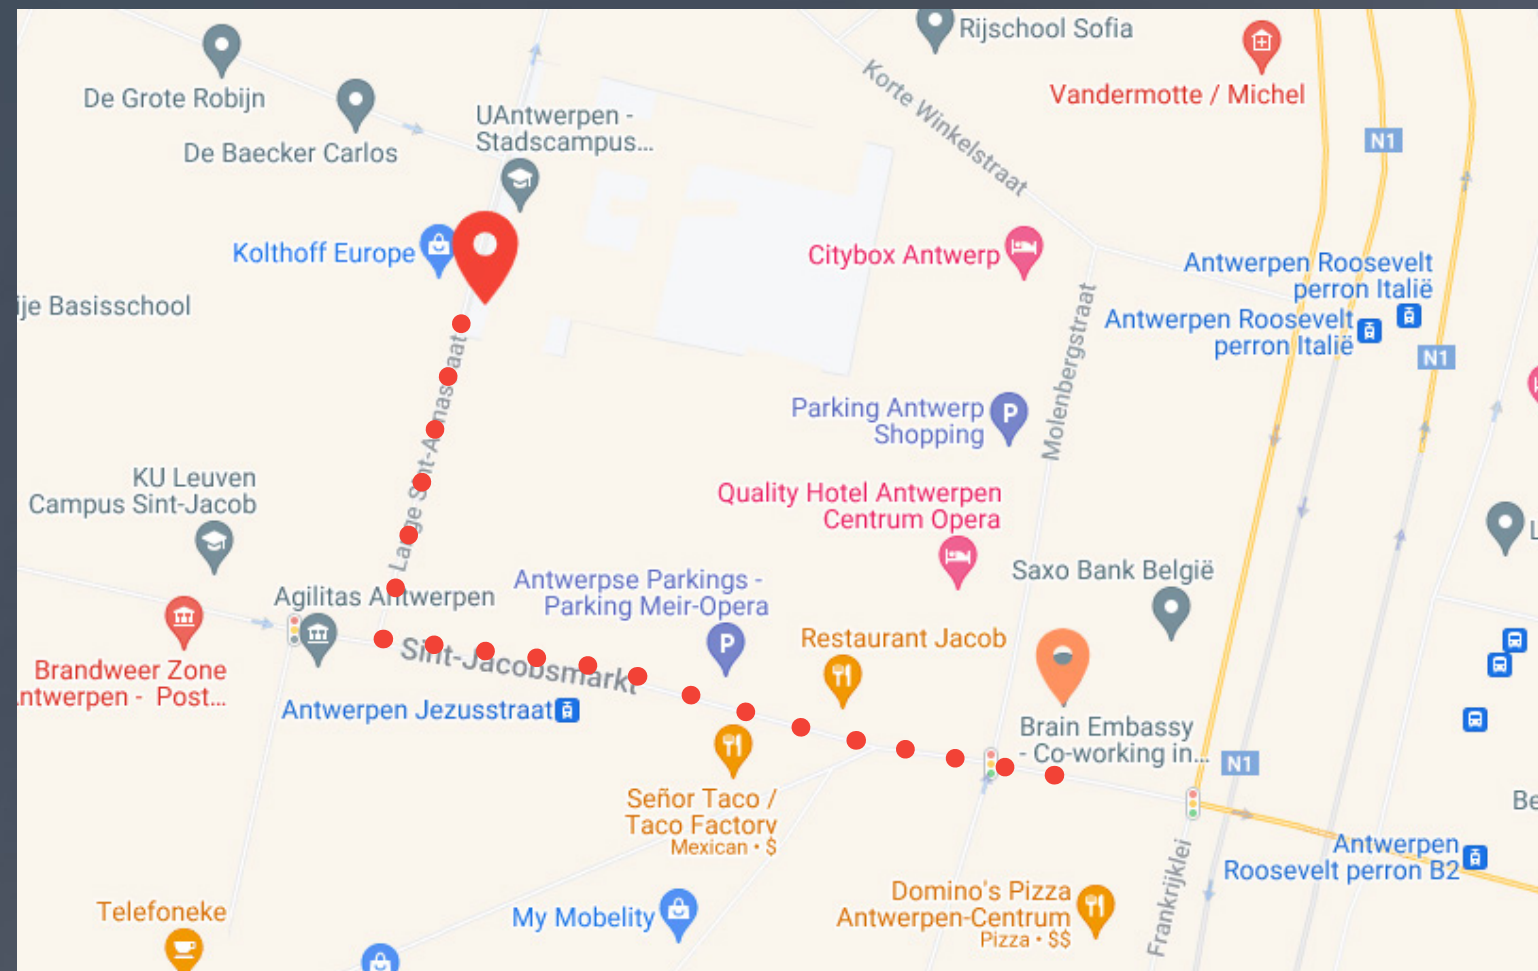 Rijschool Sofia
De Grote Robijn
Vandermotte / Michel
Korte Winkelstraat
UAntwerpen -
Stadscampus...
De Baecker Carlos
N1
Kolthoff Europe
Citybox Antwerp
Antwerpen Roosevelt
perron Italië
ije Basisschool
Antwerpen Roosevelt
perron Italië
N1
Molenbergstraat
Lange Sint-Annastraat
Parking Antwerp
Shopping
P
KU Leuven
Campus Sint-Jacob
Quality Hotel Antwerpen
Centrum Opera
L
Saxo Bank België
Antwerpse Parkings -
Parking Meir-Opera
P
Agilitas Antwerpen
Restaurant Jacob
Sint-Jacobsmarkt
Brandweer Zone
ntwerpen - Post...
Antwerpen Jezusstraat
Brain Embassy
- Co-working in...
N1
Señor Taco /
Taco Factory
Mexican • $
Be
Antwerpen
Roosevelt perron B2
Frankrijklei
Domino's Pizza
Antwerpen-Centrum
Pizza • $$
Telefoneke
My Mobelity